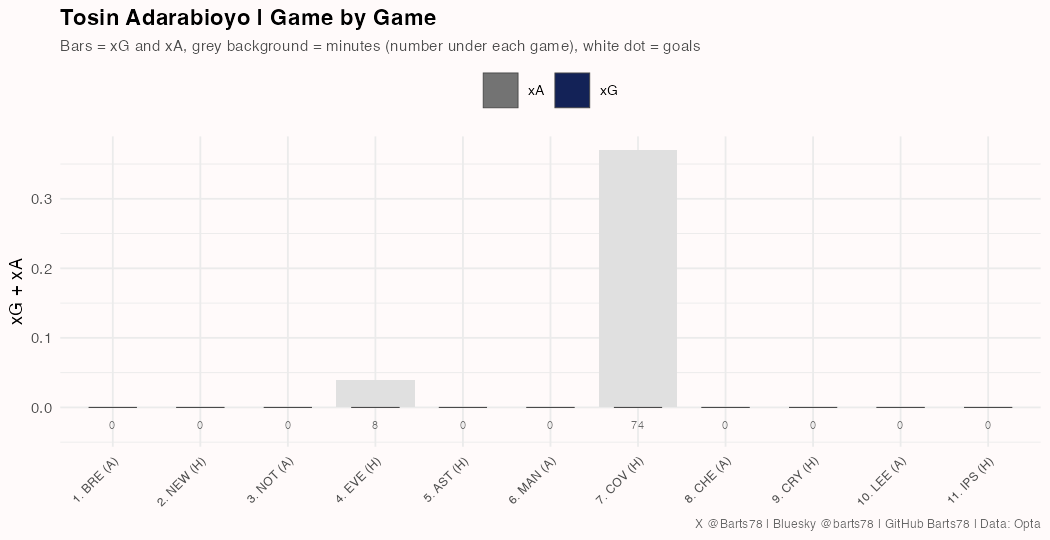 Tosin Adarabioyo | Game by Game
Bars = xG and xA, grey background = minutes (number under each game), white dot = goals
xA
xG
xG + xA
0.3
0.2
0.1
0.0
0 0 0 8 0 0 74 0 0 0 0
1. BRE (A)
2. NEW (H)
3. NOT (A)
4. EVE (H)
5. AST (H)
6. MAN (A)
7. COV (H)
8. CHE (A)
9. CRY (H)
10. LEE (A)
11. IPS (H)
X @Barts78 | Bluesky @barts78 | GitHub Barts78 | Data: Opta